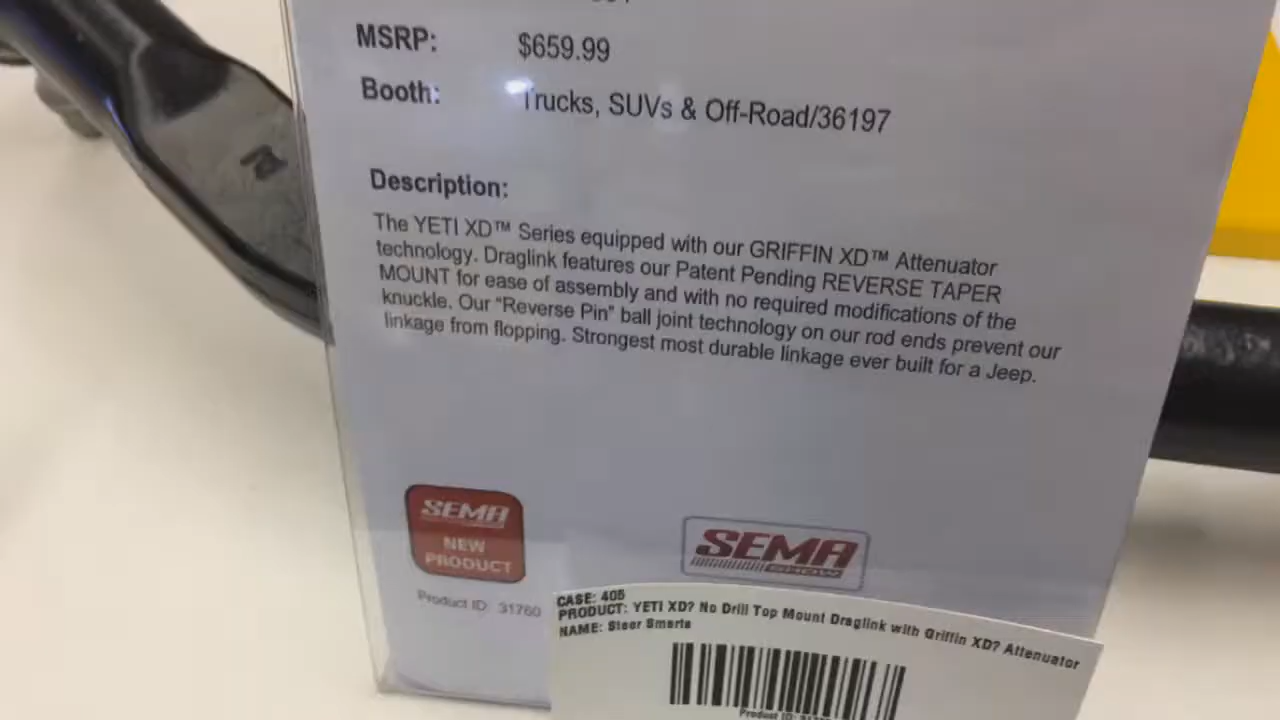 MSRP: $659.99
Booth: Trucks, SUVs & Off-Road/36197
Description:
The YETI XD™ Series equipped with our GRIFFIN XD™ Attenuator
technology. Draglink features our Patent Pending REVERSE TAPER
MOUNT for ease of assembly and with no required modifications of the
knuckle. Our "Reverse Pin" ball joint technology on our rod ends prevent our
linkage from flopping. Strongest most durable linkage ever built for a Jeep.
SEMA
NEW
PRODUCT
SEMA
SHOW
Product ID: 31760
CASE: 405
PRODUCT: YETI XD? No Drill Top Mount Draglink with Griffin XD? Attenuator
NAME: Steer Smarts
Product ID: